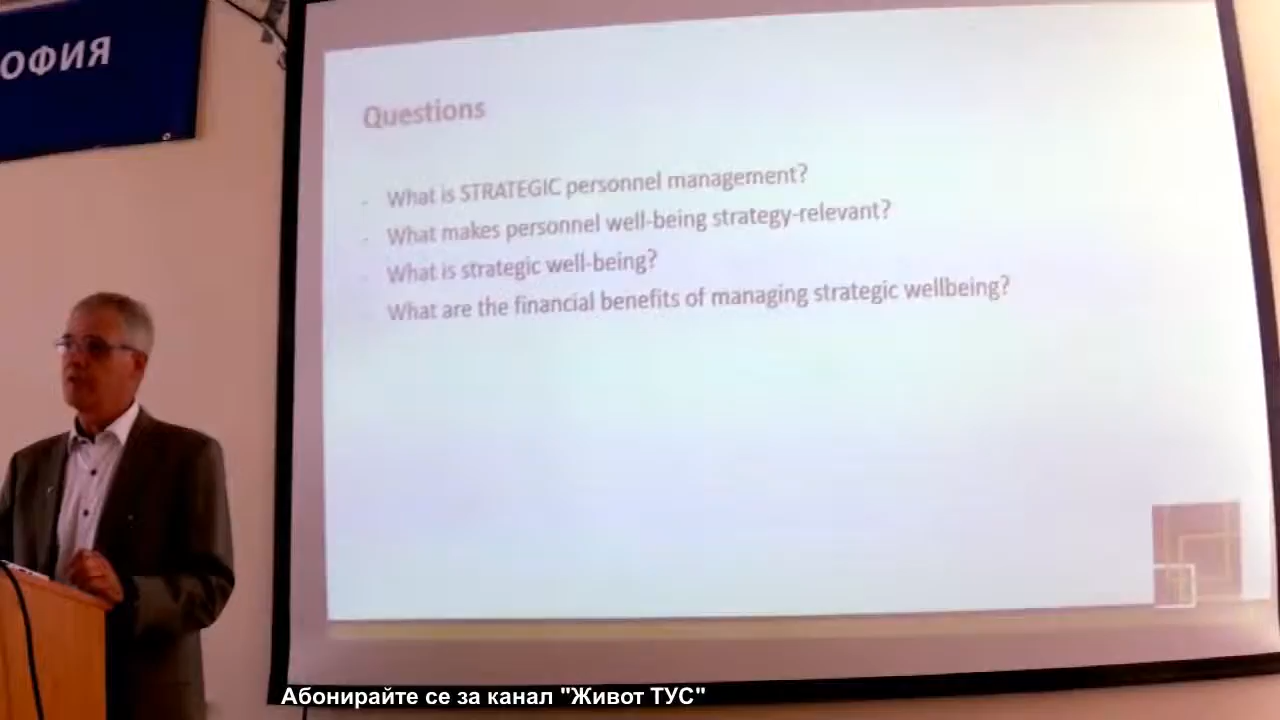 ОФИЯ
Questions
- What is STRATEGIC personnel management?
- What makes personnel well-being strategy-relevant?
- What is strategic well-being?
What are the financial benefits of managing strategic wellbeing?
Абонирайте се за канал "Живот ТУС"